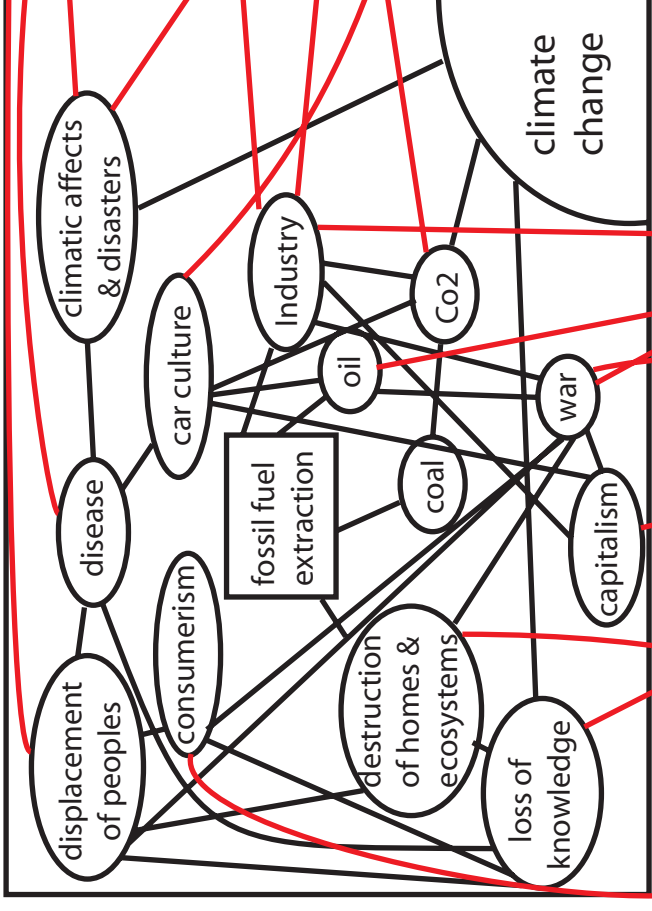 climatic affects
& disasters
climate
change
Industry
car culture
Co2
oil
war
disease
fossil fuel
extraction
coal
capitalism
consumerism
displacement
of peoples
destruction
of homes &
ecosystems
loss of
knowledge